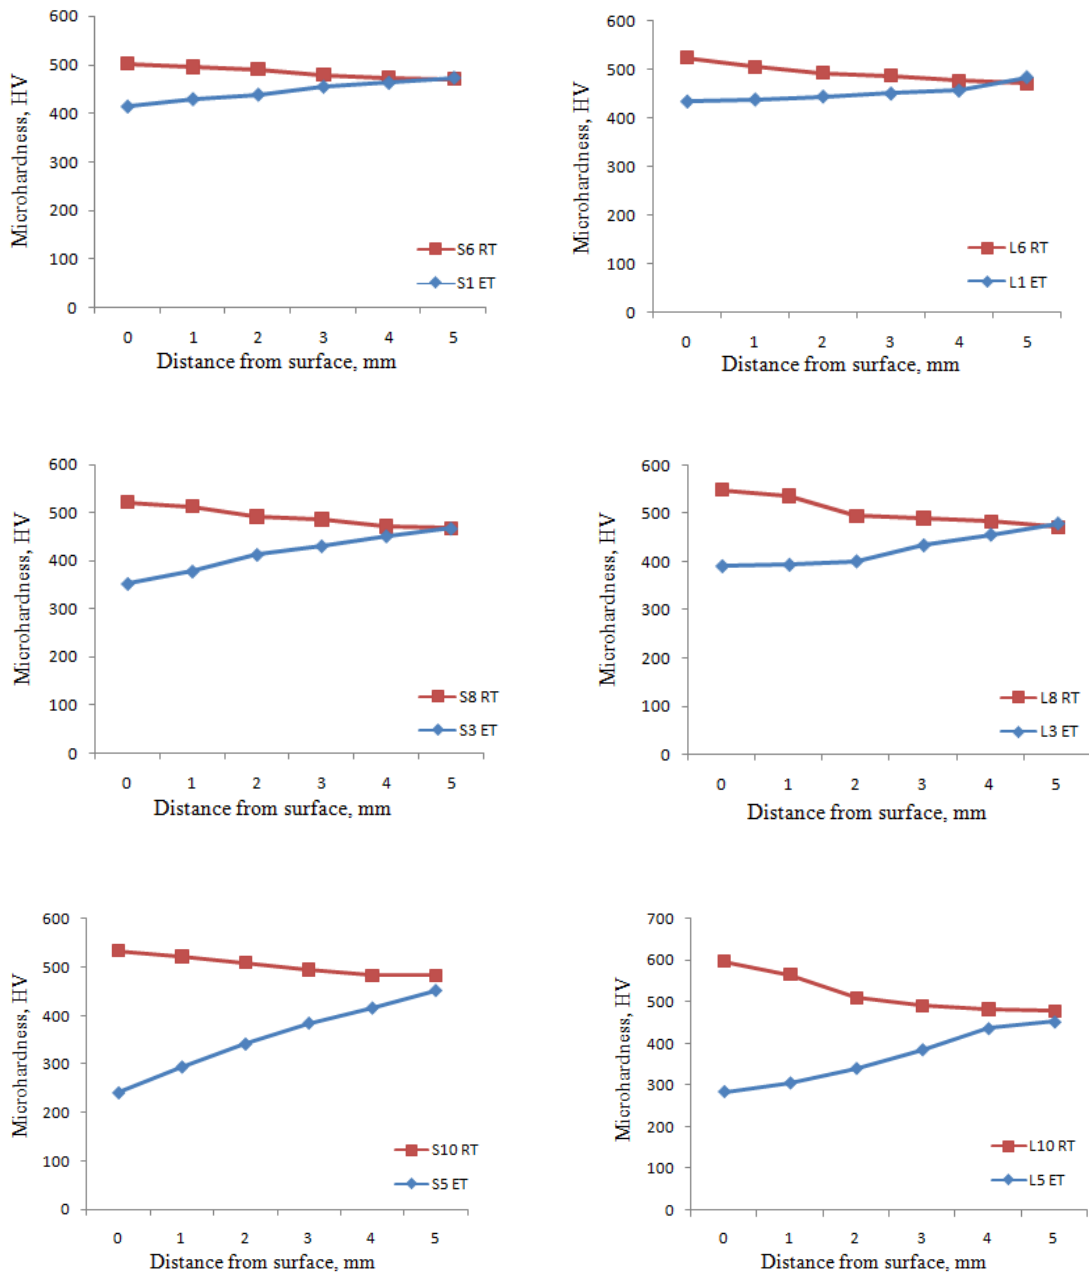 600
500
400
300
200
100
0
Microhardness, HV
S6 RT
S1 ET
0 1 2 3 4 5
Distance from surface, mm
600
500
400
300
200
100
0
Microhardness, HV
L6 RT
L1 ET
0 1 2 3 4 5
Distance from surface, mm
600
500
400
300
200
100
0
Microhardness, HV
S8 RT
S3 ET
0 1 2 3 4 5
Distance from surface, mm
600
500
400
300
200
100
0
Microhardness, HV
L8 RT
L3 ET
0 1 2 3 4 5
Distance from surface, mm
600
500
400
300
200
100
0
Microhardness, HV
S10 RT
S5 ET
0 1 2 3 4 5
Distance from surface, mm
700
600
500
400
300
200
100
0
Microhardness, HV
L10 RT
L5 ET
0 1 2 3 4 5
Distance from surface, mm